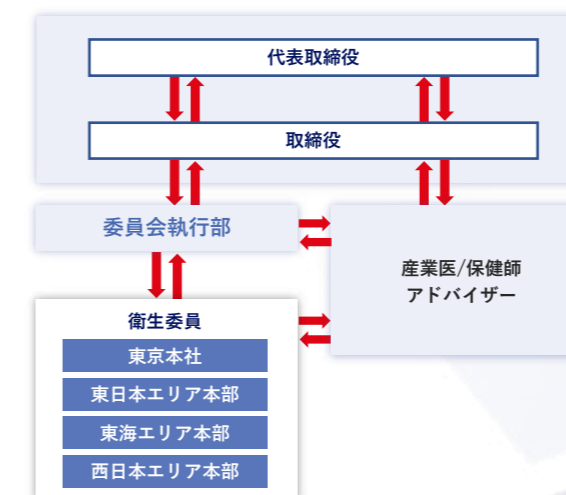 代表取締役
取締役
委員会執行部
産業医/保健師
アドバイザー
衛生委員
東京本社
東日本エリア本部
東海エリア本部
西日本エリア本部